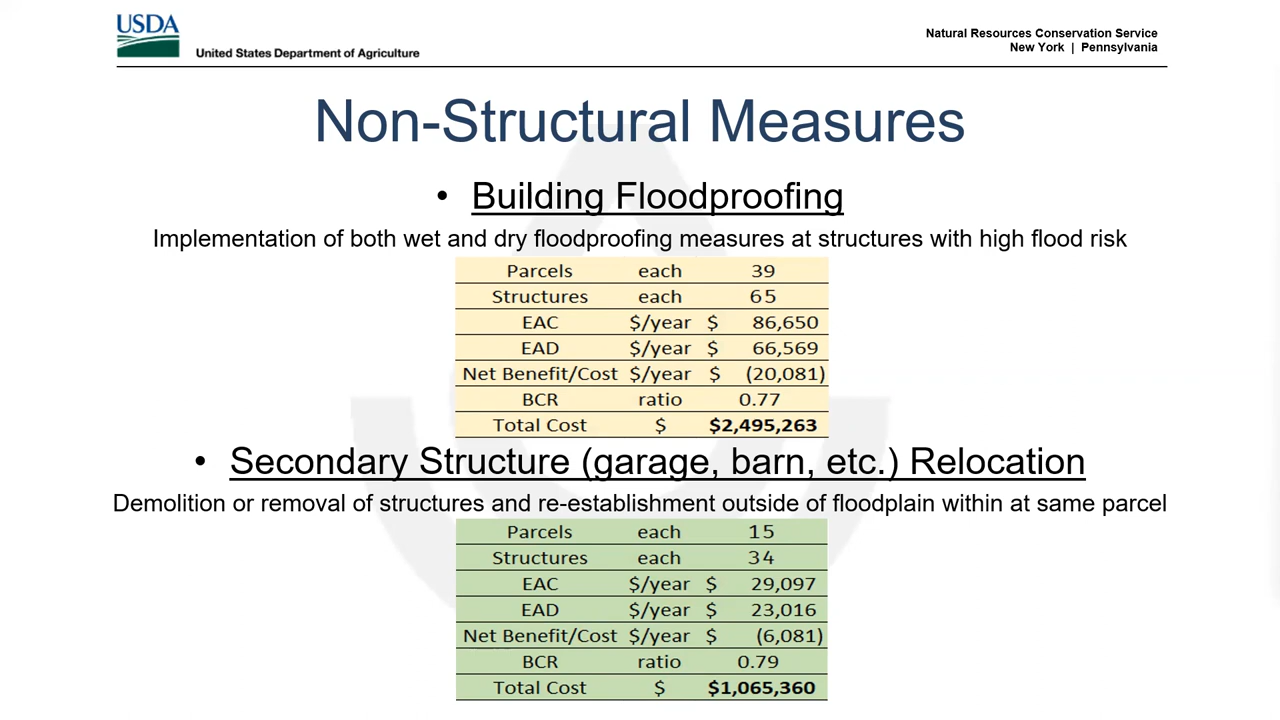 USDA
United States Department of Agriculture
Natural Resources Conservation Service
New York | Pennsylvania
Non-Structural Measures
• Building Floodproofing
Implementation of both wet and dry floodproofing measures at structures with high flood risk
Parcels each 39
Structures each 65
EAC $/year $ 86,650
EAD $/year $ 66,569
Net Benefit/Cost $/year $ (20,081)
BCR ratio 0.77
Total Cost $ $2,495,263
• Secondary Structure (garage, barn, etc.) Relocation
Demolition or removal of structures and re-establishment outside of floodplain within at same parcel
Parcels each 15
Structures each 34
EAC $/year $ 29,097
EAD $/year $ 23,016
Net Benefit/Cost $/year $ (6,081)
BCR ratio 0.79
Total Cost $ $1,065,360